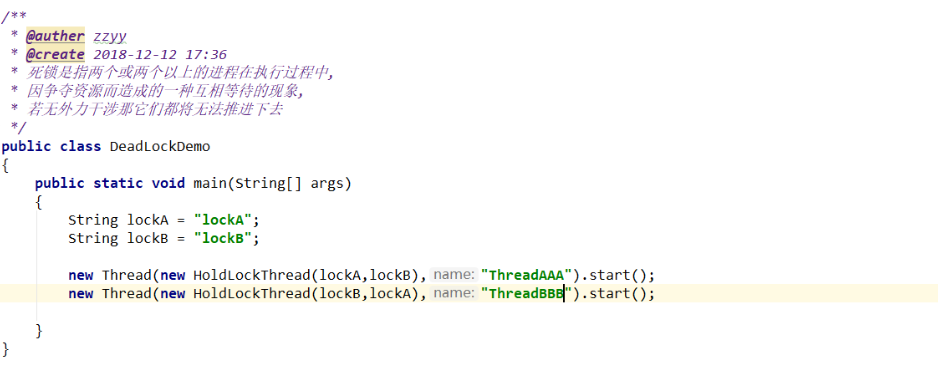 /**
 * @auther zzyy
 * @create 2018-12-12 17:36
 * 死锁是指两个或两个以上的进程在执行过程中,
 * 因争夺资源而造成的一种互相等待的现象,
 * 若无外力干涉那它们都将无法推进下去
 */
public class DeadLockDemo
{
    public static void main(String[] args)
    {
        String lockA = "lockA";
        String lockB = "lockB";
        new Thread(new HoldLockThread(lockA,lockB), name: "ThreadAAA").start();
        new Thread(new HoldLockThread(lockB,lockA), name: "ThreadBBB").start();
    }
}